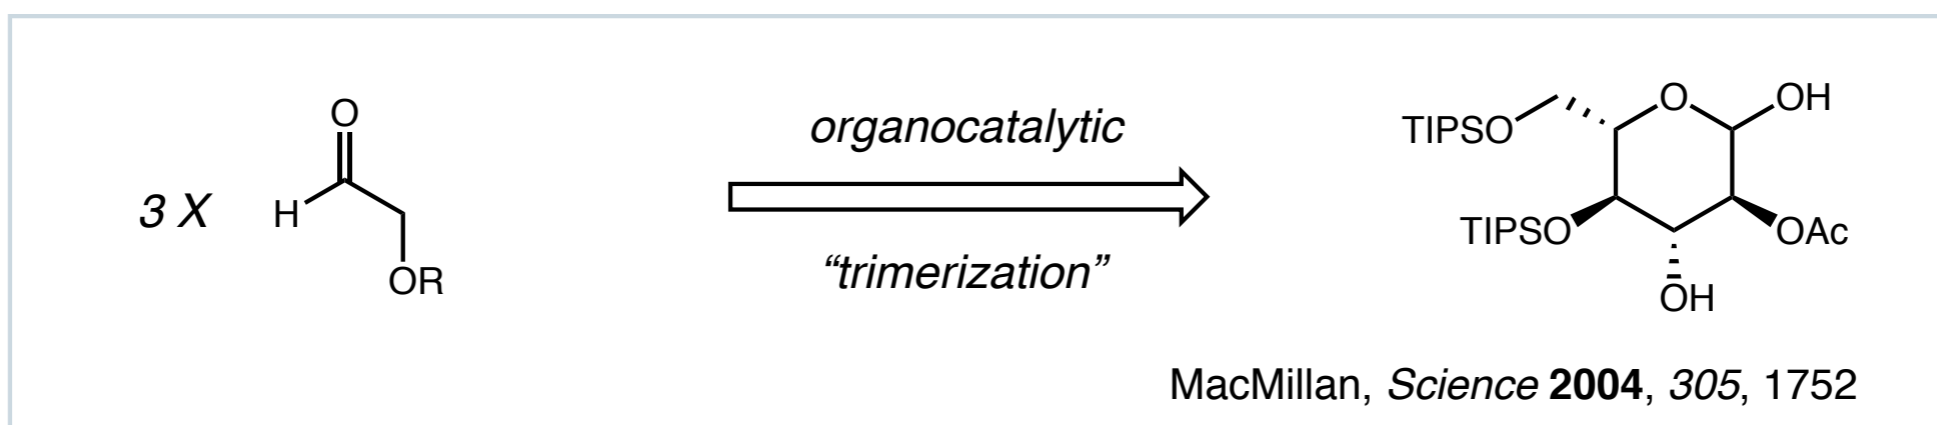 3 X
O
H
OR
organocatalytic
“trimerization”
TIPSO
O
OH
TIPSO
OAc
OH
MacMillan, Science 2004, 305, 1752